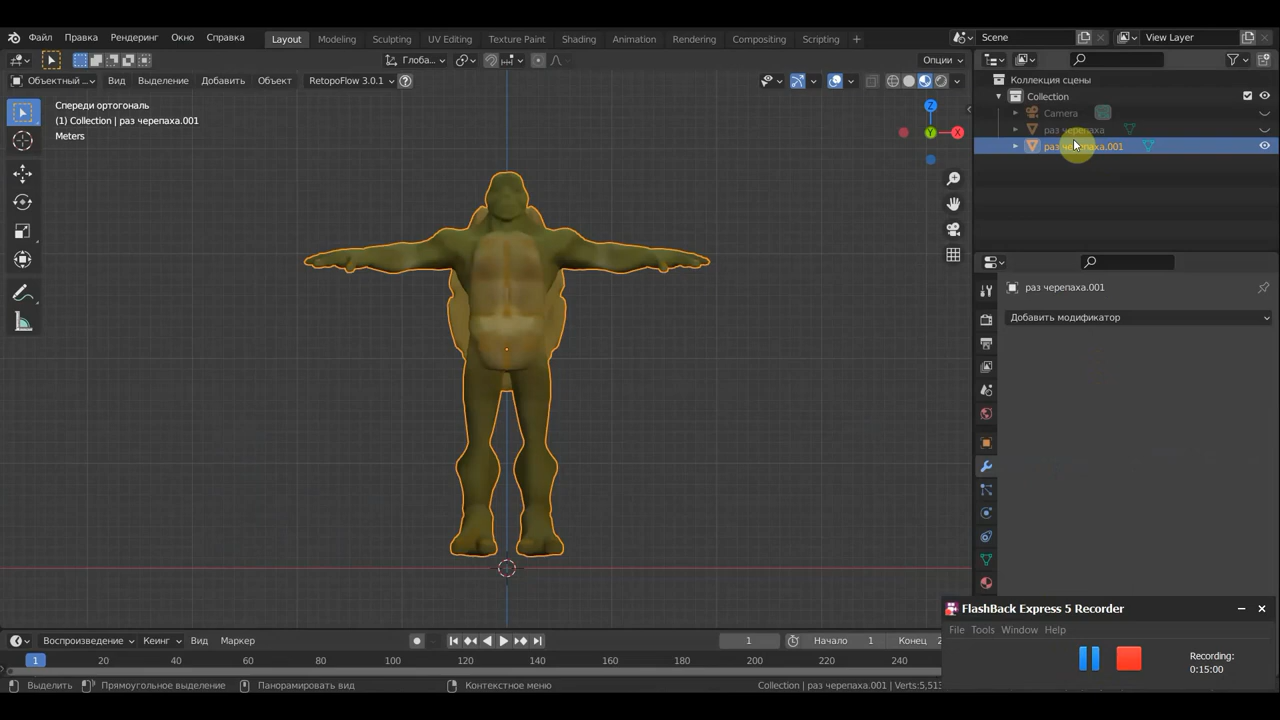 Файл Правка Рендеринг Окно Справка Layout Modeling Sculpting UV Editing Texture Paint Shading Animation Rendering Compositing Scripting + Scene View Layer
Глоба... Опции
Объектный... Вид Выделение Добавить Объект RetopoFlow 3.0.1
Спереди ортогональ
(1) Collection | раз черепаха.001
Meters
Z
X
Y
Коллекция сцены
Collection
Camera
раз черепаха
раз черепаха.001
раз черепаха.001
Добавить модификатор
FlashBack Express 5 Recorder
File Tools Window Help
Recording:
0:15:00
Воспроизведение Кеинг Вид Маркер 1 Начало 1 Конец 2
1 20 40 60 80 100 120 140 160 180 200 220 240
Выделить Прямоугольное выделение Панорамировать вид Контекстное меню Collection | раз черепаха.001 | Verts:5,513